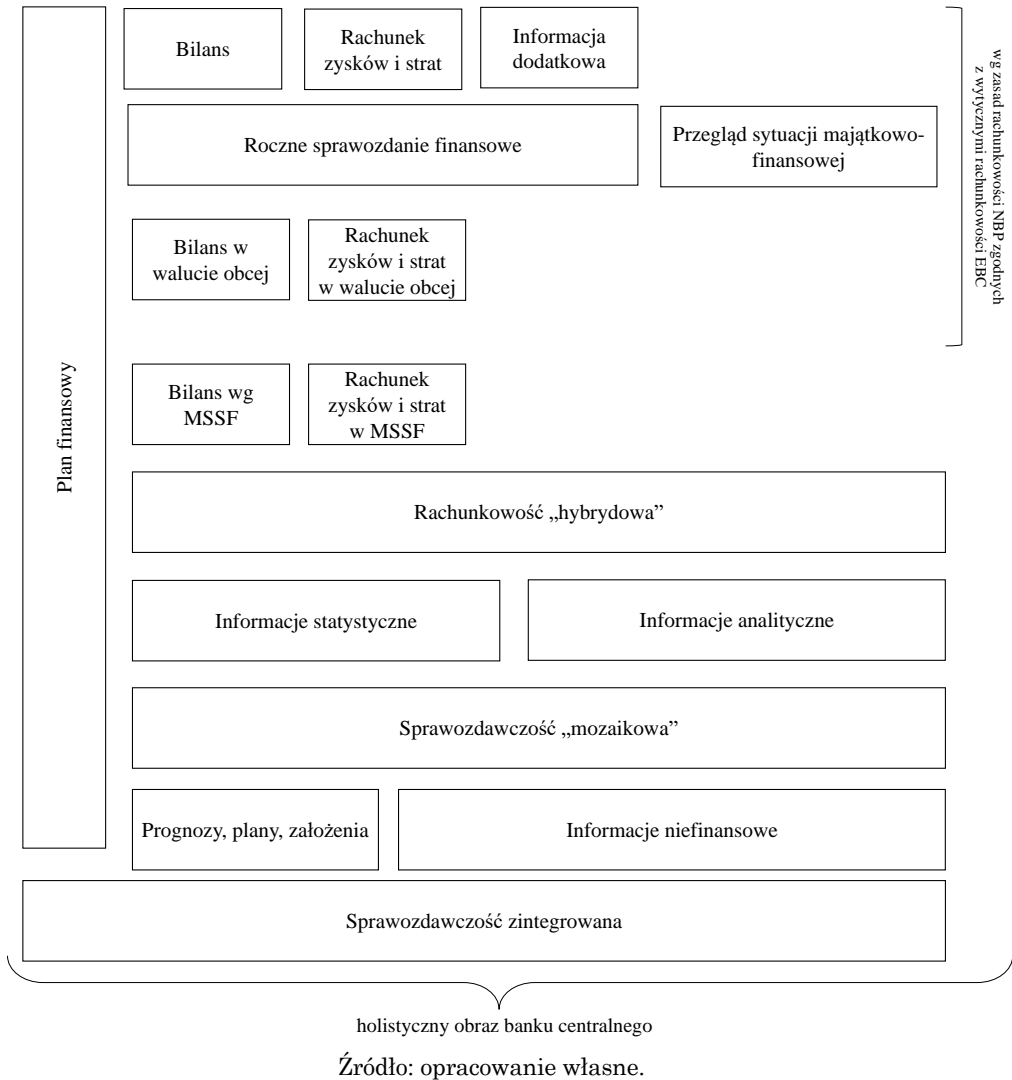 Bilans
Rachunek
zysków i strat
Informacja
dodatkowa
Roczne sprawozdanie finansowe
Przegląd sytuacji majątkowo-
finansowej
wg zasad rachunkowości NBP zgodnych
z wytycznymi rachunkowości EBC
Bilans w
walucie obcej
Rachunek
zysków i strat
w walucie obcej
Plan finansowy
Bilans wg
MSSF
Rachunek
zysków i strat
w MSSF
Rachunkowość „hybrydowa”
Informacje statystyczne
Informacje analityczne
Sprawozdawczość „mozaikowa”
Prognozy, plany, założenia
Informacje niefinansowe
Sprawozdawczość zintegrowana
holistyczny obraz banku centralnego
Źródło: opracowanie własne.